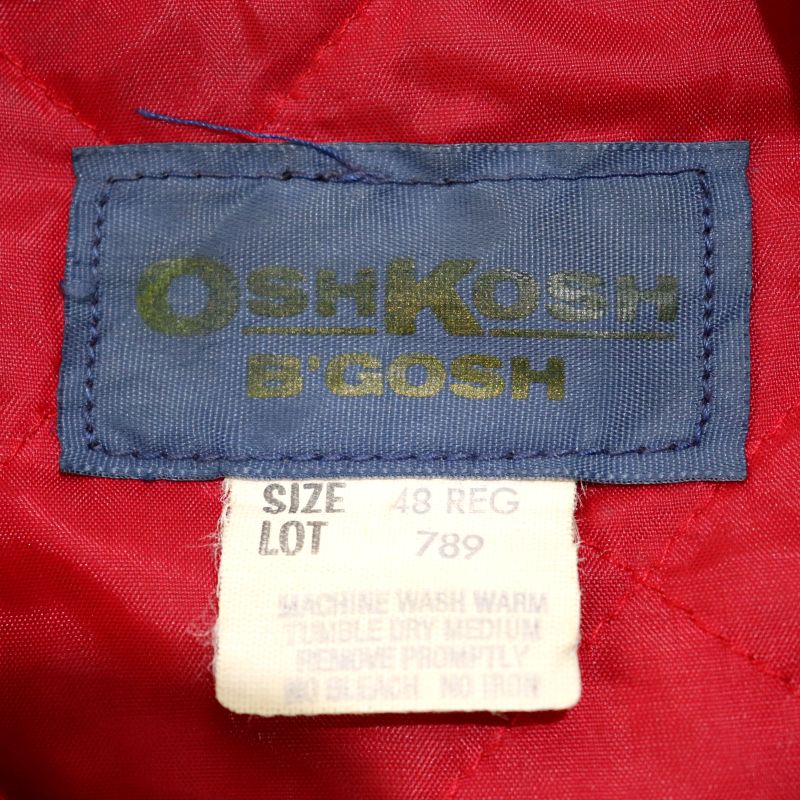 OSHKOSH
B'GOSH
SIZE 48 REG
LOT 789
MACHINE WASH WARM
TUMBLE DRY MEDIUM
REMOVE PROMPTLY
NO BLEACH NO IRON